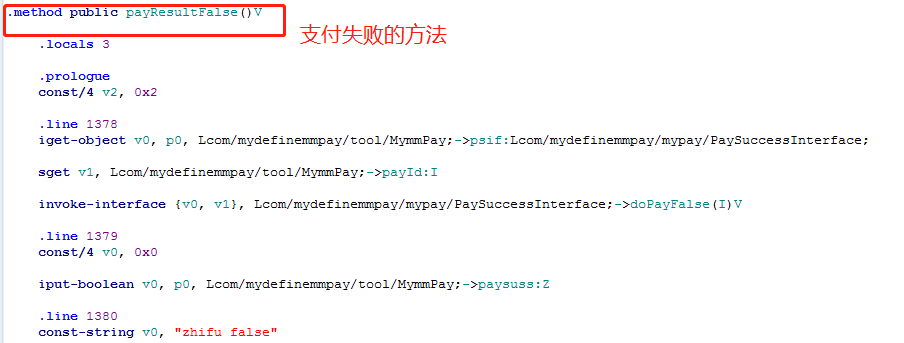 .method public payResultFalse()V
支付失败的方法
.locals 3
.prologue
const/4 v2, 0x2
.line 1378
iget-object v0, p0, Lcom/mydefinemmpay/tool/MymmPay;->psif:Lcom/mydefinemmpay/mypay/PaySuccessInterface;
sget v1, Lcom/mydefinemmpay/tool/MymmPay;->payId:I
invoke-interface {v0, v1}, Lcom/mydefinemmpay/mypay/PaySuccessInterface;->doPayFalse(I)V
.line 1379
const/4 v0, 0x0
iput-boolean v0, p0, Lcom/mydefinemmpay/tool/MymmPay;->paysuss:Z
.line 1380
const-string v0, "zhifu false"